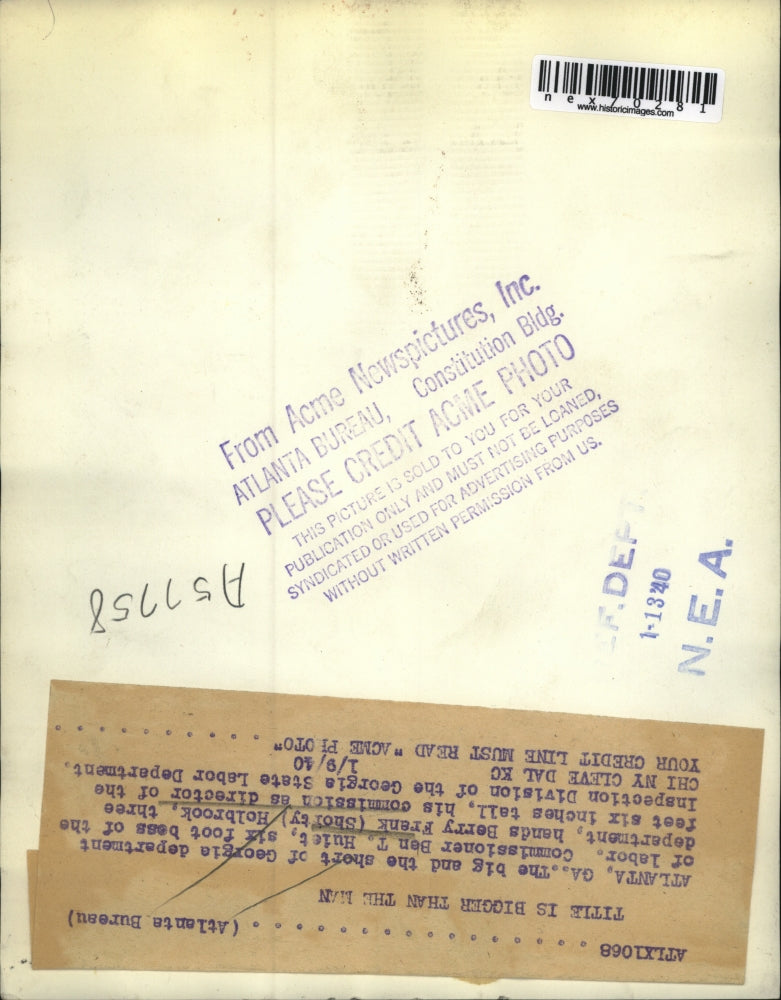 nex70281
www.historicimages.com
From Acme Newspictures, Inc.
ATLANTA BUREAU, Constitution Bldg.
PLEASE CREDIT ACME PHOTO
THIS PICTURE IS SOLD TO YOU FOR YOUR
PUBLICATION ONLY AND MUST NOT BE LOANED,
SYNDICATED OR USED FOR ADVERTISING PURPOSES
WITHOUT WRITTEN PERMISSION FROM US.
DEPT
1-13 40
N.E.A.
ATLX1068 (Atlanta Bureau)
TITLE IS BIGGER THAN THE MAN
ATLANTA, GA..The big and the short of Georgia department
of labor. Commissioner Ben T. Huiet, six foot boss of the
department, hands Berry Frank (Shorty) Holbrook, three
feet six inches tall, his commission as director of the
Inspection Division of the Georgia State Labor Department.
CHI NY CLEVE DAL KC 1/9/40
YOUR CREDIT LINE MUST READ "ACME PHOTO"